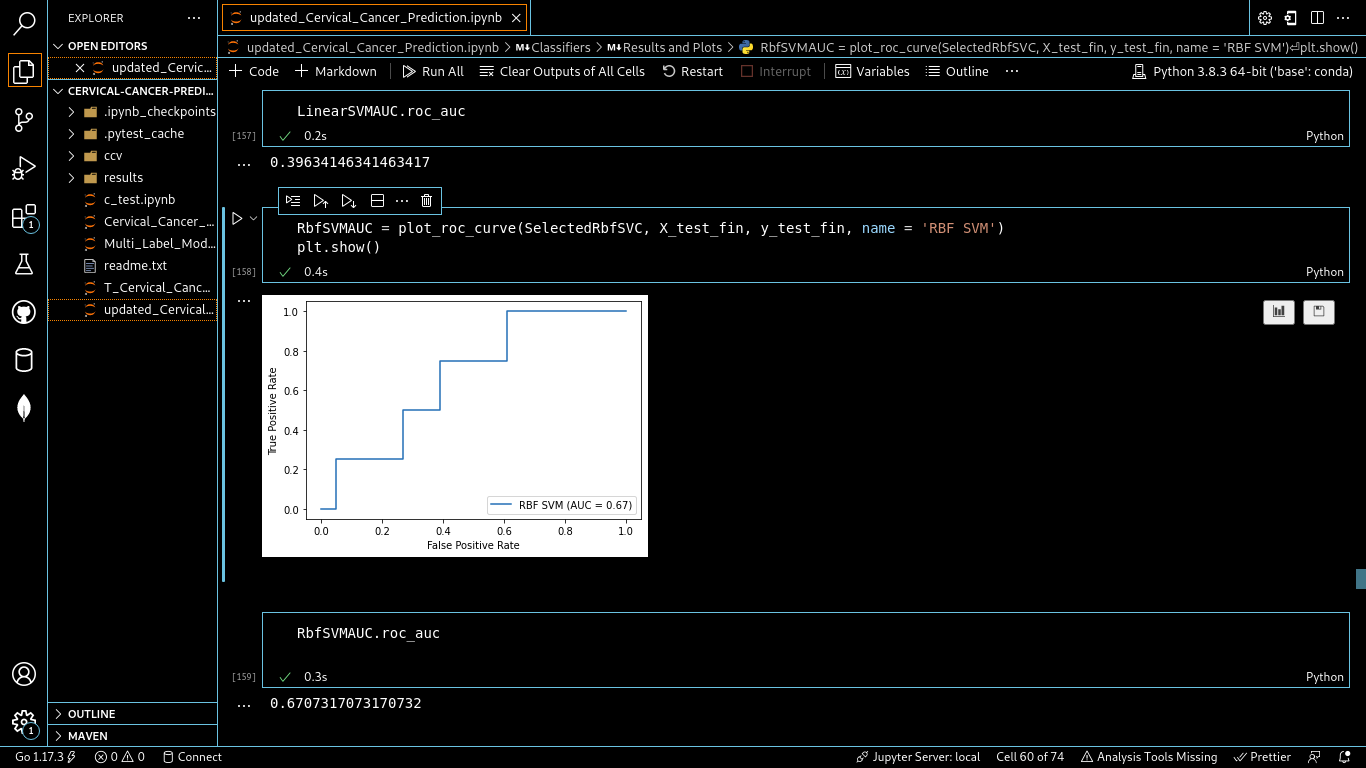 EXPLORER
OPEN EDITORS
updated_Cervic...
CERVICAL-CANCER-PREDI...
.ipynb_checkpoints
.pytest_cache
ccv
results
c_test.ipynb
Cervical_Cancer_...
Multi_Label_Mod...
readme.txt
T_Cervical_Canc...
updated_Cervical...
OUTLINE
MAVEN
1
1
updated_Cervical_Cancer_Prediction.ipynb
updated_Cervical_Cancer_Prediction.ipynb > M Classifiers > M Results and Plots > RbfSVMAUC = plot_roc_curve(SelectedRbfSVC, X_test_fin, y_test_fin, name = 'RBF SVM')⏎plt.show()
Code Markdown Run All Clear Outputs of All Cells Restart Interrupt Variables Outline ... Python 3.8.3 64-bit ('base': conda)
LinearSVMAUC.roc_auc
[157] 0.2s Python
0.39634146341463417
RbfSVMAUC = plot_roc_curve(SelectedRbfSVC, X_test_fin, y_test_fin, name = 'RBF SVM')
plt.show()
[158] 0.4s Python
1.0
0.8
0.6
0.4
0.2
0.0
True Positive Rate
RBF SVM (AUC = 0.67)
0.0 0.2 0.4 0.6 0.8 1.0
False Positive Rate
RbfSVMAUC.roc_auc
[159] 0.3s Python
0.6707317073170732
Go 1.17.3 0 0 Connect Jupyter Server: local Cell 60 of 74 Analysis Tools Missing Prettier